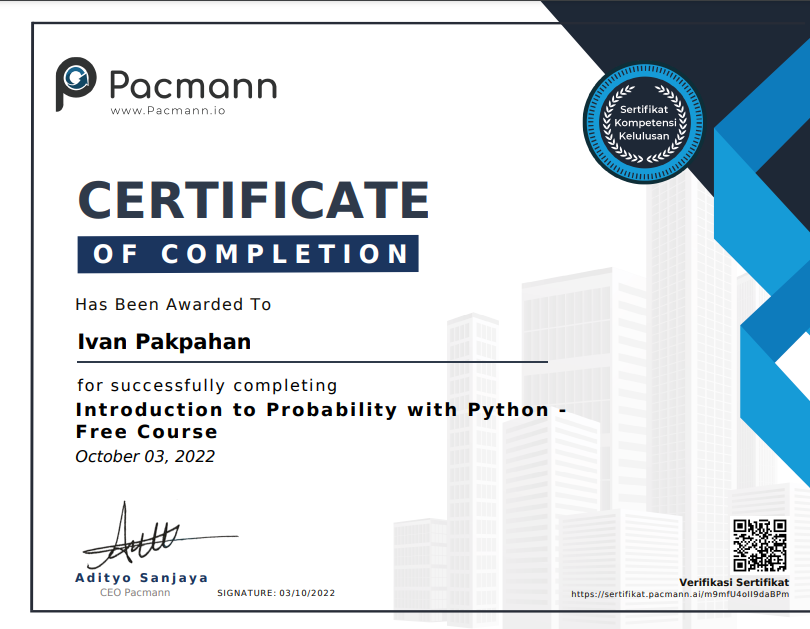 Pacmann
www.Pacmann.io
Sertifikat
Kompetensi
Kelulusan
CERTIFICATE
OF COMPLETION
Has Been Awarded To
Ivan Pakpahan
for successfully completing
Introduction to Probability with Python -
Free Course
October 03, 2022
Adityo Sanjaya
CEO Pacmann
SIGNATURE: 03/10/2022
Verifikasi Sertifikat
https://sertifikat.pacmann.ai/m9mfU4oII9daBPm